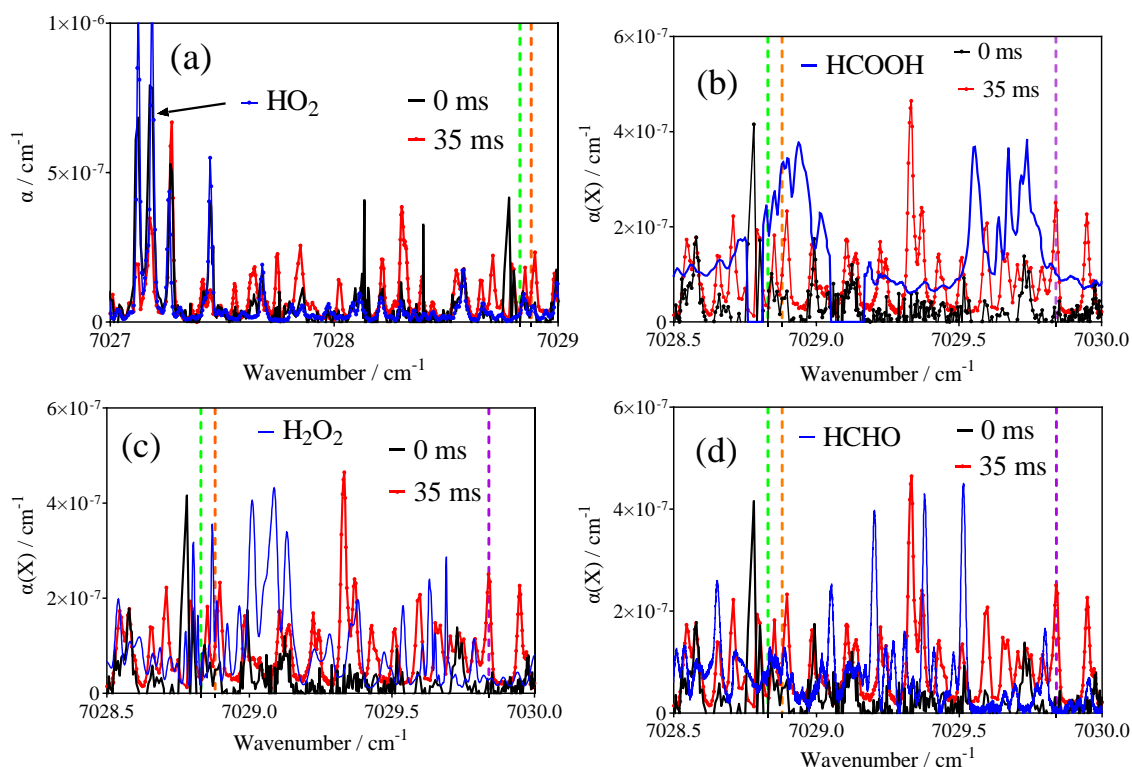 (a)
HO₂
0 ms
35 ms
1×10⁻⁶
5×10⁻⁷
0
α / cm⁻¹
7027 7028 7029
Wavenumber / cm⁻¹
(b)
HCOOH
0 ms
35 ms
6×10⁻⁷
4×10⁻⁷
2×10⁻⁷
0
α(X) / cm⁻¹
7028.5 7029.0 7029.5 7030.0
Wavenumber / cm⁻¹
(c)
H₂O₂
0 ms
35 ms
6×10⁻⁷
4×10⁻⁷
2×10⁻⁷
0
α(X) / cm⁻¹
7028.5 7029.0 7029.5 7030.0
Wavenumber / cm⁻¹
(d)
HCHO
0 ms
35 ms
6×10⁻⁷
4×10⁻⁷
2×10⁻⁷
0
α(X) / cm⁻¹
7028.5 7029.0 7029.5 7030.0
Wavenumber / cm⁻¹